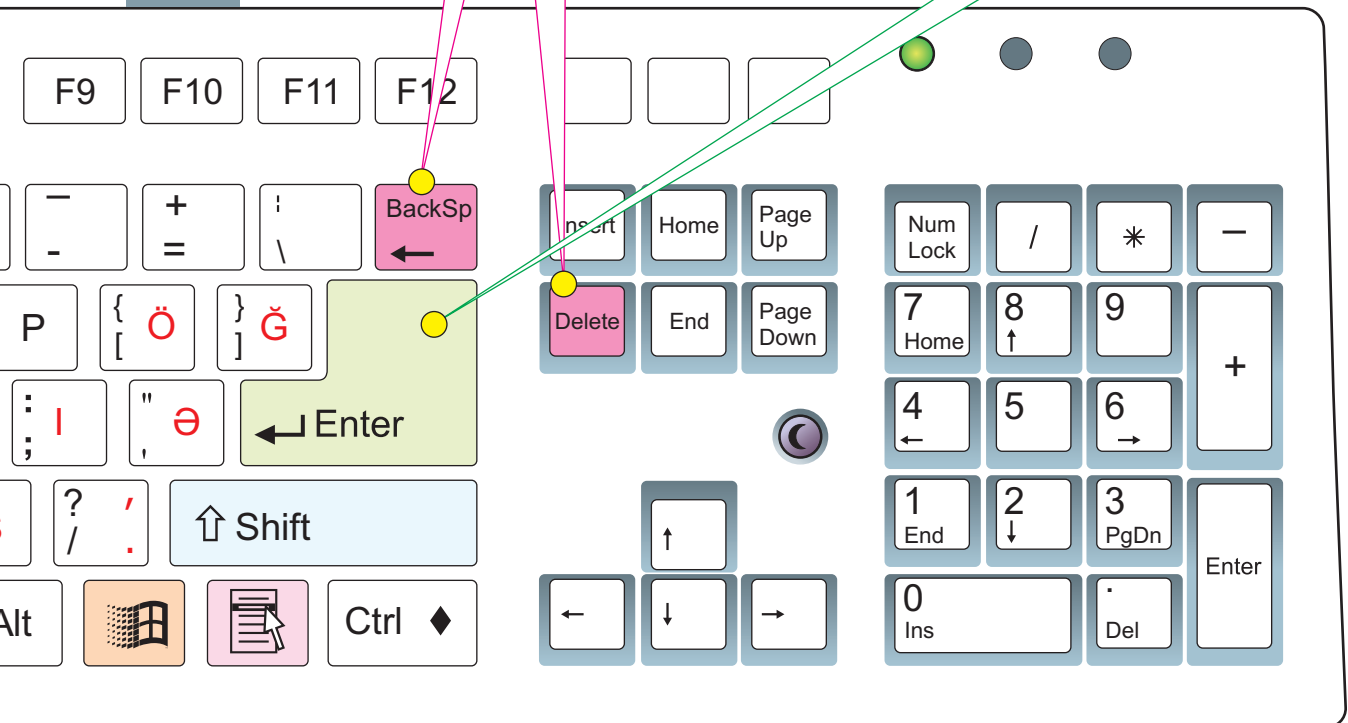 F9 F10 F11 F12
— + ¦ BackSp
- = \ ←
Insert Home Page Up
Num Lock / * —
P { Ö } Ğ
[ ]
Delete End Page Down
7 Home 8 ↑ 9 +
: I " Ə ↵ Enter
; '
4 ← 5 6 →
? ′ ⇧ Shift
/ .
↑
1 End 2 ↓ 3 PgDn Enter
Alt Ctrl ♦
← ↓ →
0 Ins . Del